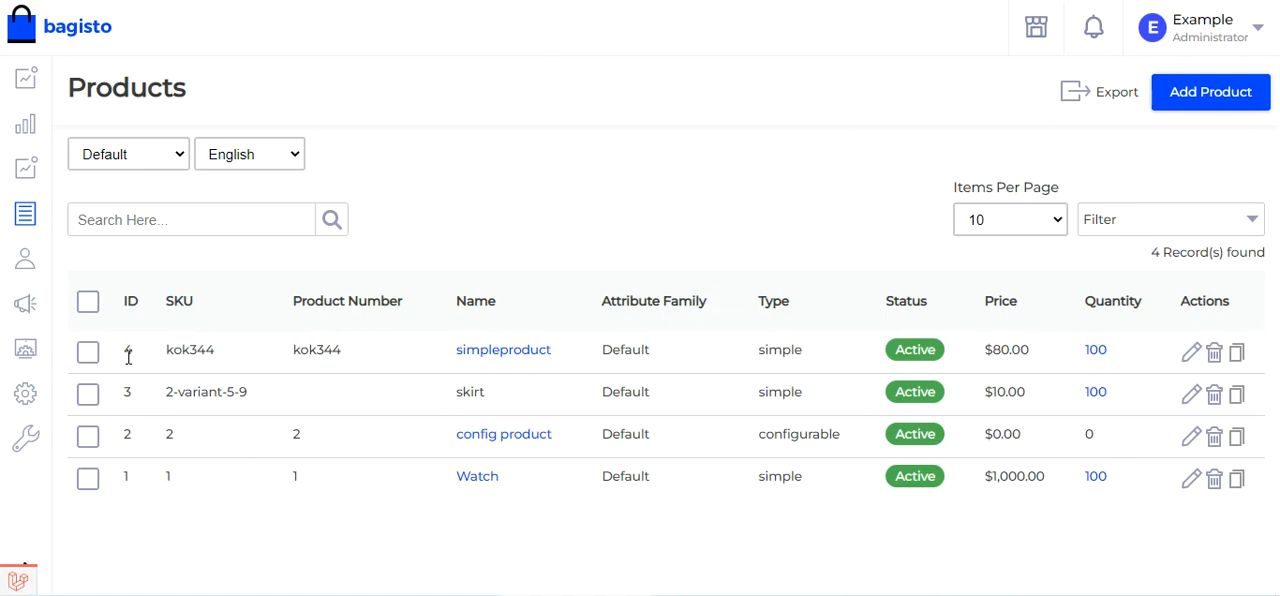 bagisto
E
Example
Administrator
Products
Export
Add Product
Default
English
Items Per Page
Search Here...
10
Filter
4 Record(s) found
ID SKU Product Number Name Attribute Family Type Status Price Quantity Actions
4 kok344 kok344 simpleproduct Default simple Active $80.00 100
3 2-variant-5-9 skirt Default simple Active $10.00 100
2 2 2 config product Default configurable Active $0.00 0
1 1 1 Watch Default simple Active $1,000.00 100